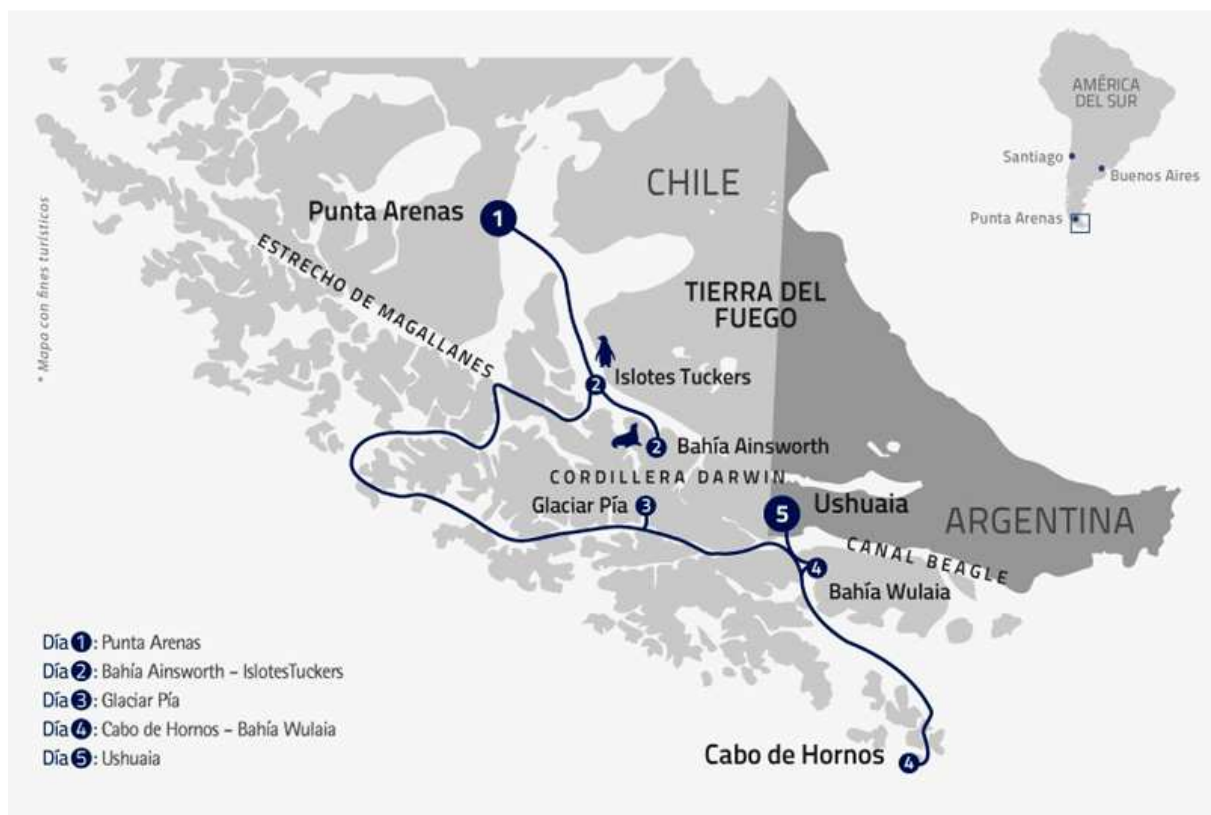 AMÉRICA
DEL SUR
Santiago
Buenos Aires
Punta Arenas
CHILE
Punta Arenas 1
ESTRECHO DE MAGALLANES
* Mapa con fines turísticos
TIERRA DEL
FUEGO
2 Islotes Tuckers
2 Bahía Ainsworth
CORDILLERA DARWIN
Glaciar Pía 3
5 Ushuaia
ARGENTINA
CANAL BEAGLE
4
Bahía Wulaia
Cabo de Hornos 4
Día 1: Punta Arenas
Día 2: Bahía Ainsworth – IslotesTuckers
Día 3: Glaciar Pía
Día 4: Cabo de Hornos – Bahía Wulaia
Día 5: Ushuaia